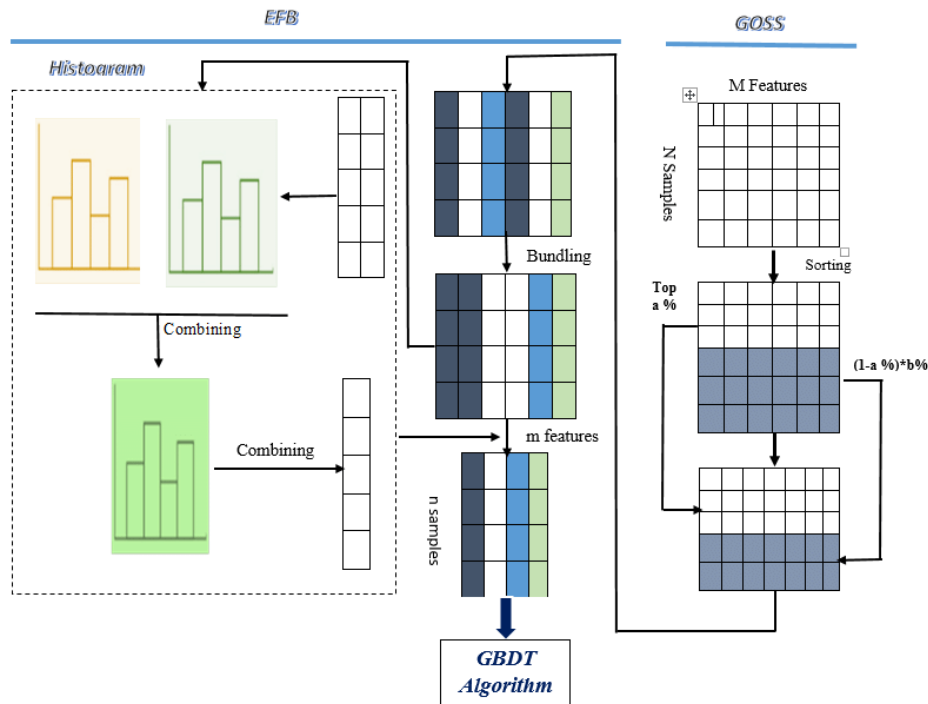 EFB
GOSS
Histoaram
M Features
N Samples
Sorting
Bundling
Top
a %
(1-a %)*b%
Combining
Combining
m features
n samples
GBDT
Algorithm